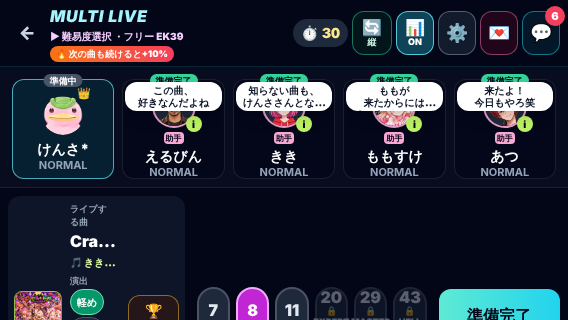 MULTI LIVE
▶ 難易度選択 ・フリー EK39
🔥 次の曲も続けると+10%
⏱ 30
縦
ON
6
準備中
けんさ*
NORMAL
準備完了
この曲、
好きなんだよね
i
助手
えるびん
NORMAL
準備完了
知らない曲も、
けんささんとな…
i
助手
きき
NORMAL
準備完了
ももが
来たからには…
i
助手
ももすけ
NORMAL
準備完了
来たよ！
今日もやろ笑
i
助手
あつ
NORMAL
ライブす
る曲
Cra…
🎵 きき…
演出
軽め
7
8
11
20
29
43
準備完了